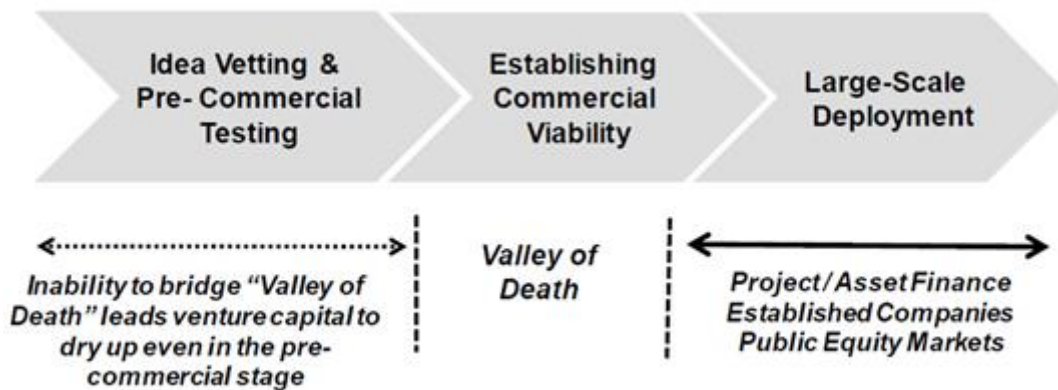 Idea Vetting &
Pre- Commercial
Testing
Establishing
Commercial
Viability
Large-Scale
Deployment
Inability to bridge “Valley of
Death” leads venture capital to
dry up even in the pre-
commercial stage
Valley of
Death
Project / Asset Finance
Established Companies
Public Equity Markets